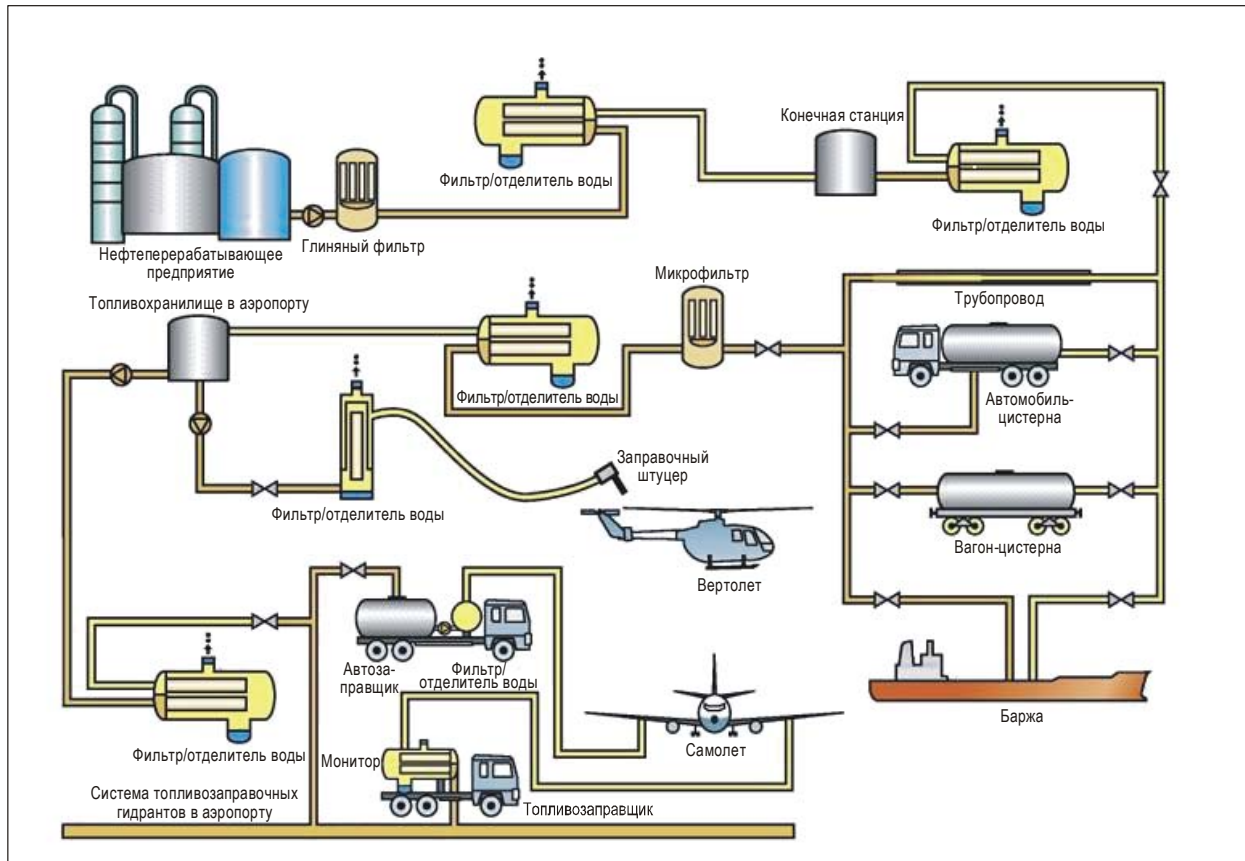 Конечная станция
Фильтр/отделитель воды
Фильтр/отделитель воды
Глиняный фильтр
Нефтеперерабатывающее
предприятие
Микрофильтр
Трубопровод
Топливохранилище в аэропорту
Фильтр/отделитель воды
Автомобиль-
цистерна
Заправочный
штуцер
Фильтр/отделитель воды
Вагон-цистерна
Вертолет
Автоза-
правщик
Фильтр/
отделитель воды
Баржа
Фильтр/отделитель воды
Монитор
Самолет
Система топливозаправочных
гидрантов в аэропорту
Топливозаправщик